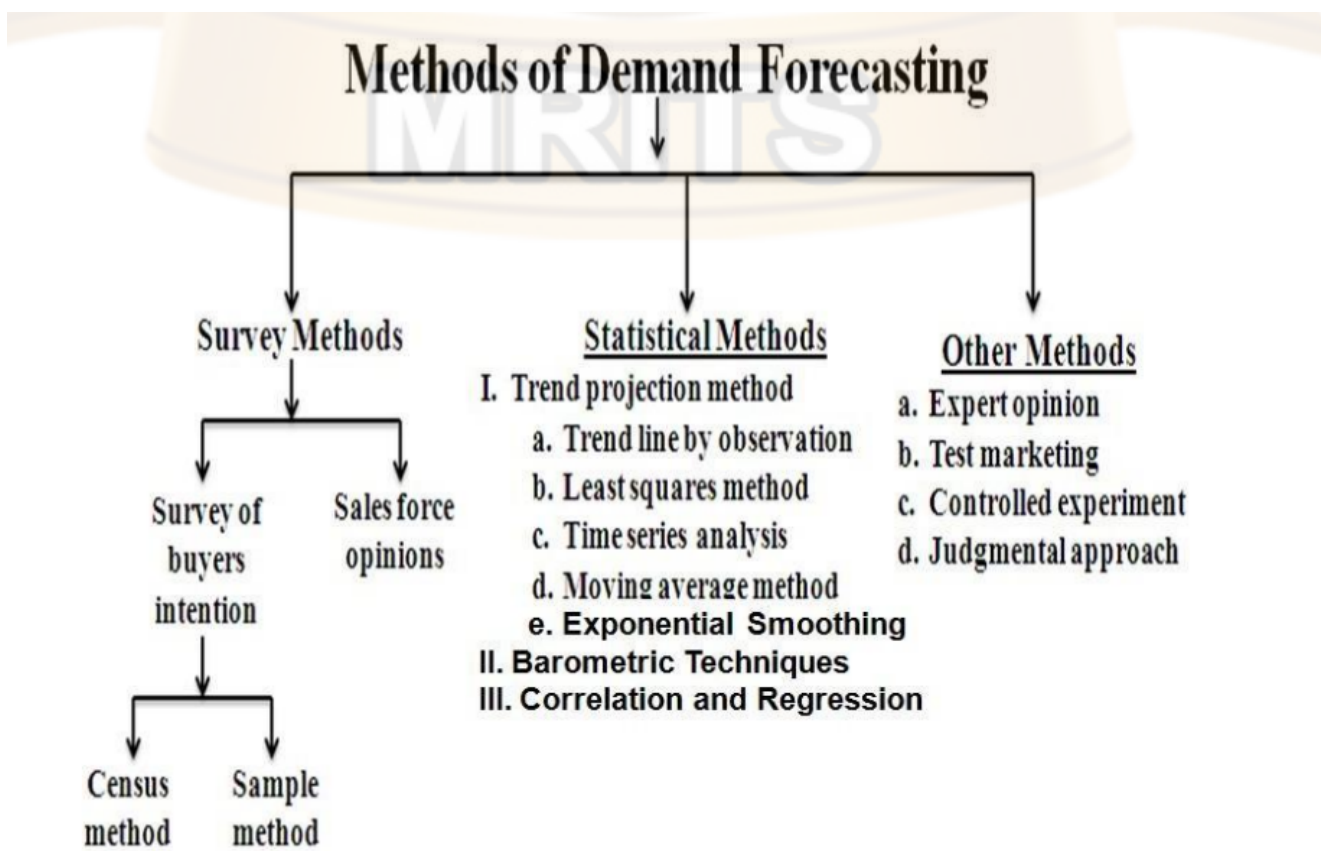 Methods of Demand Forecasting
MRITS
Survey Methods
Survey of
buyers
intention
Sales force
opinions
Census
method
Sample
method
Statistical Methods
I. Trend projection method
a. Trend line by observation
b. Least squares method
c. Time series analysis
d. Moving average method
e. Exponential Smoothing
II. Barometric Techniques
III. Correlation and Regression
Other Methods
a. Expert opinion
b. Test marketing
c. Controlled experiment
d. Judgmental approach